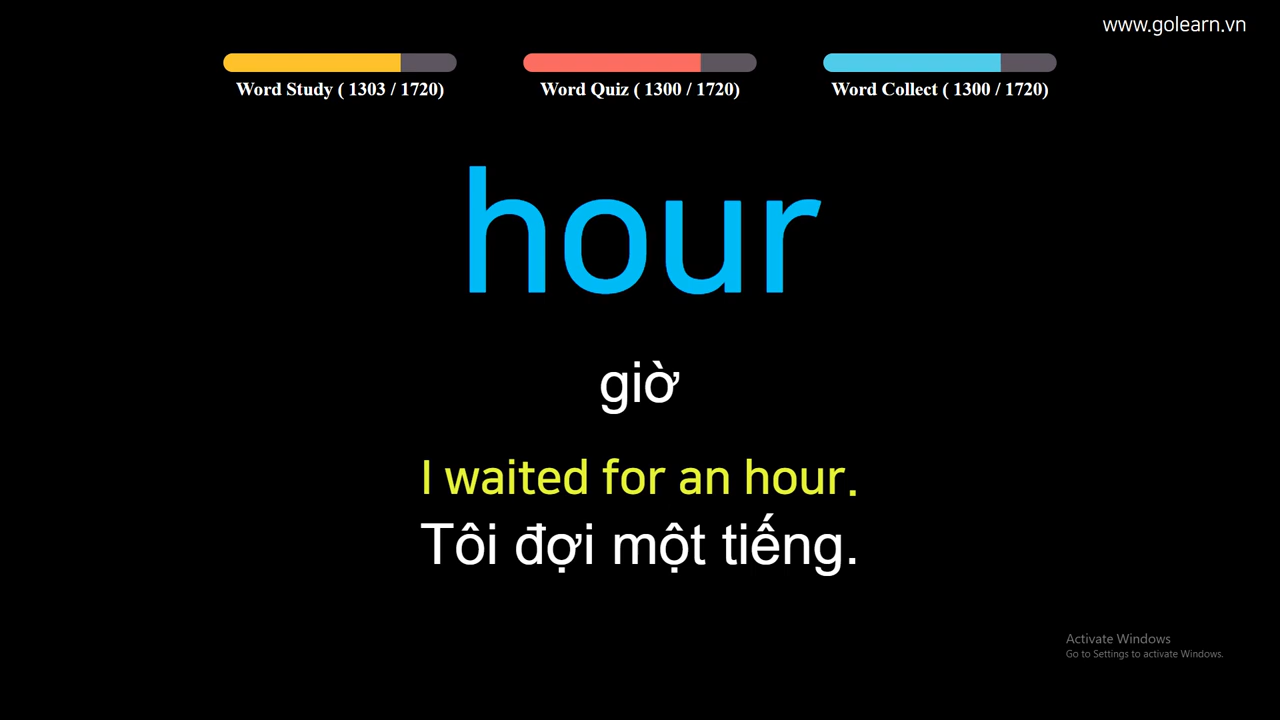 www.golearn.vn
Word Study ( 1303 / 1720)
Word Quiz ( 1300 / 1720)
Word Collect ( 1300 / 1720)
hour
giờ
I waited for an hour.
Tôi đợi một tiếng.
Activate Windows
Go to Settings to activate Windows.